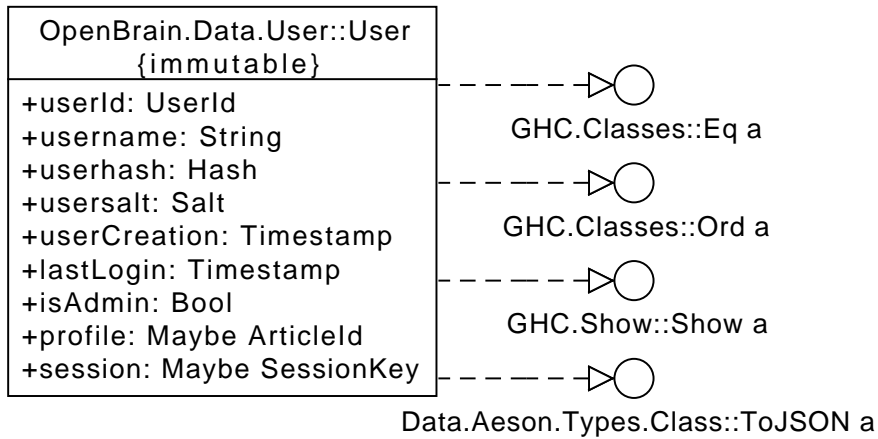 OpenBrain.Data.User::User
{immutable}
+userId: UserId
+username: String
+userhash: Hash
+usersalt: Salt
+userCreation: Timestamp
+lastLogin: Timestamp
+isAdmin: Bool
+profile: Maybe ArticleId
+session: Maybe SessionKey
GHC.Classes::Eq a
GHC.Classes::Ord a
GHC.Show::Show a
Data.Aeson.Types.Class::ToJSON a